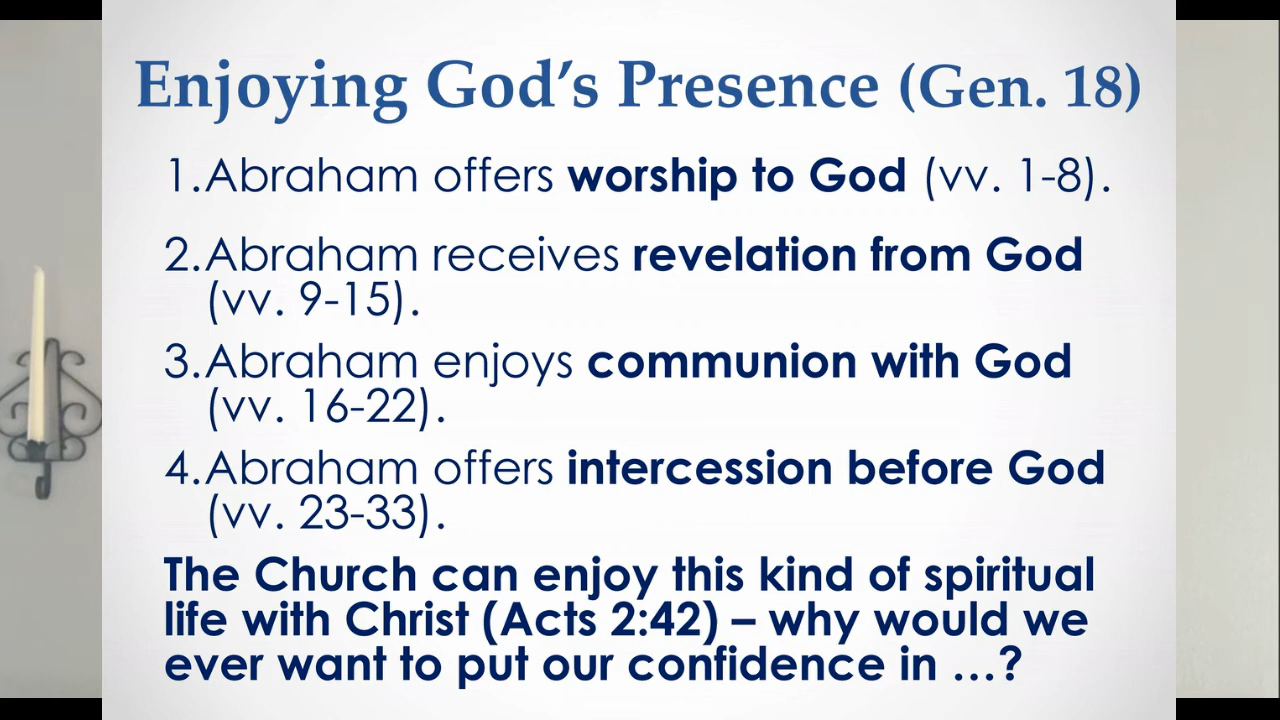 Enjoying God’s Presence (Gen. 18)
1.Abraham offers worship to God (vv. 1-8).
2.Abraham receives revelation from God
(vv. 9-15).
3.Abraham enjoys communion with God
(vv. 16-22).
4.Abraham offers intercession before God
(vv. 23-33).
The Church can enjoy this kind of spiritual
life with Christ (Acts 2:42) – why would we
ever want to put our confidence in …?